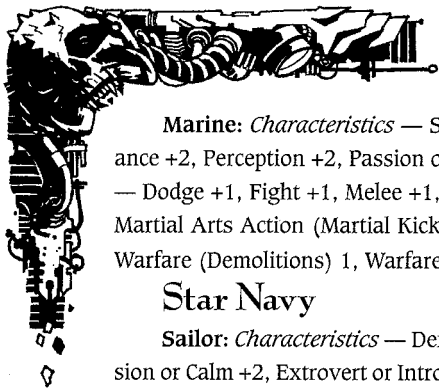 Marine: Characteristics — S
ance +2, Perception +2, Passion o
— Dodge +1, Fight +1, Melee +1,
Martial Arts Action (Martial Kick
Warfare (Demolitions) 1, Warfare
Star Navy
Sailor: Characteristics — De
sion or Calm +2, Extrovert or Intro